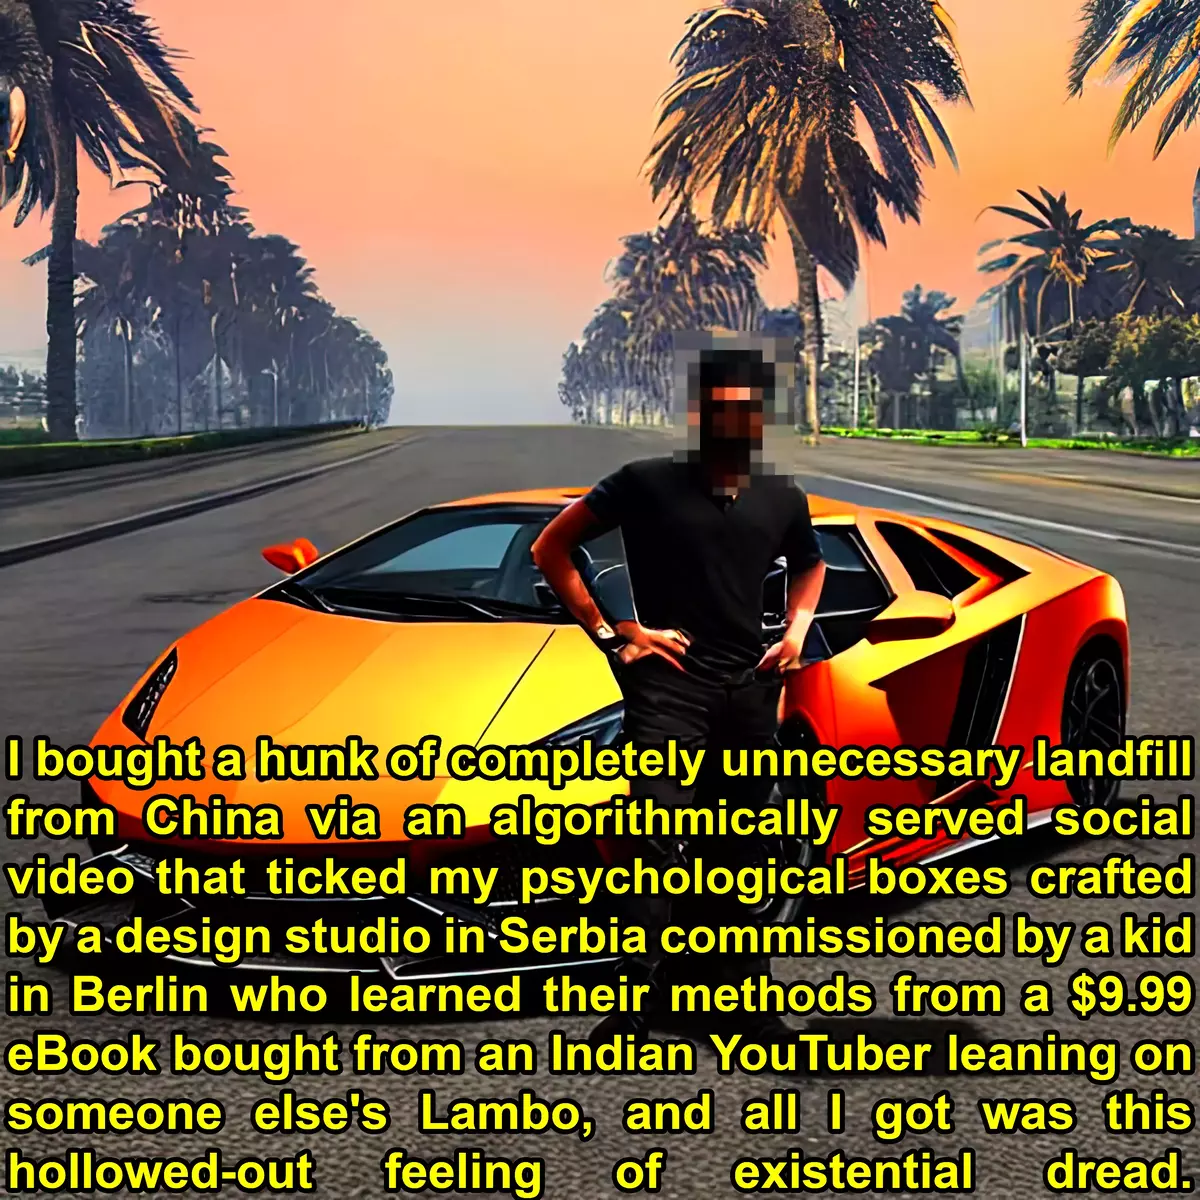 I bought a hunk of completely unnecessary landfill
from China via an algorithmically served social
video that ticked my psychological boxes crafted
by a design studio in Serbia commissioned by a kid
in Berlin who learned their methods from a $9.99
eBook bought from an Indian YouTuber leaning on
someone else's Lambo, and all I got was this
hollowed-out feeling of existential dread.